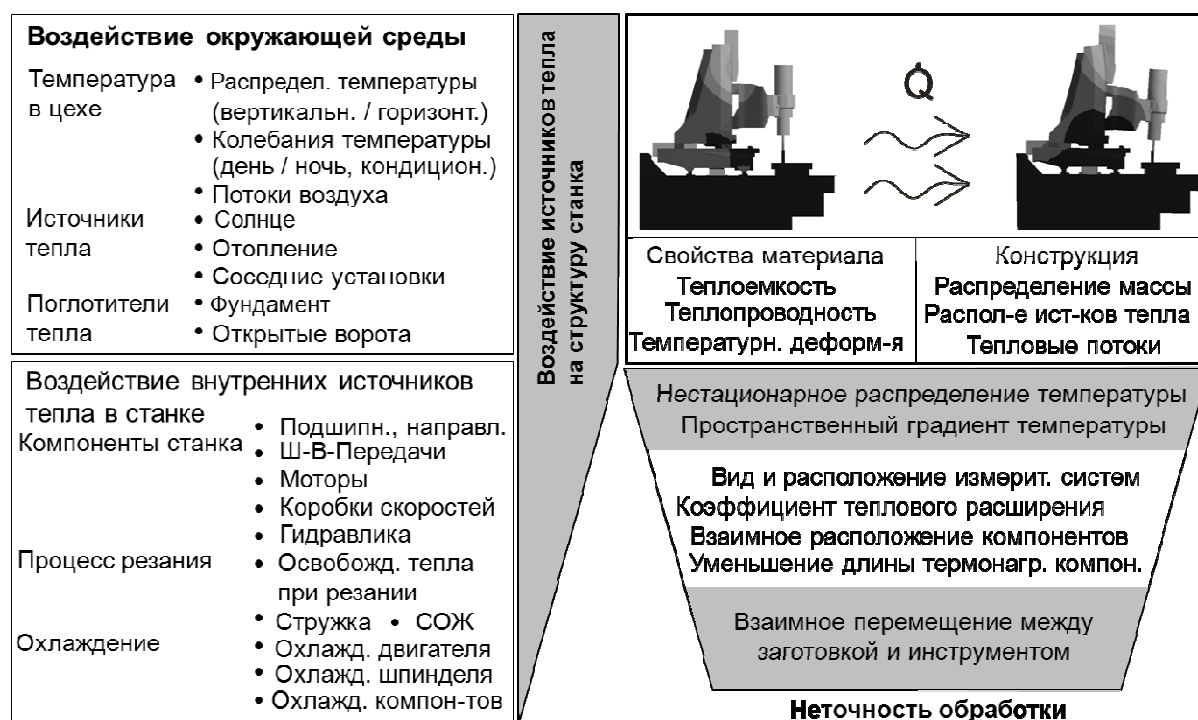 Воздействие окружающей среды
Температура
в цехе
• Распредел. температуры
(вертикальн. / горизонт.)
• Колебания температуры
(день / ночь, кондицион.)
• Потоки воздуха
Источники
тепла
• Солнце
• Отопление
• Соседние установки
Поглотители
тепла
• Фундамент
• Открытые ворота
Воздействие внутренних источников
тепла в станке
Компоненты станка
• Подшипн., направл.
• Ш-В-Передачи
• Моторы
• Коробки скоростей
• Гидравлика
Процесс резания
• Освобожд. тепла
при резании
• Стружка • СОЖ
Охлаждение
• Охлажд. двигателя
• Охлажд. шпинделя
• Охлажд. компон-тов
Воздействие источников тепла
на структуру станка
Q
Свойства материала
Теплоемкость
Теплопроводность
Температурн. деформ-я
Конструкция
Распределение массы
Распол-е ист-ков тепла
Тепловые потоки
Нестационарное распределение температуры
Пространственный градиент температуры
Вид и расположение измерит. систем
Коэффициент теплового расширения
Взаимное расположение компонентов
Уменьшение длины термонагр. компон.
Взаимное перемещение между
заготовкой и инструментом
Неточность обработки